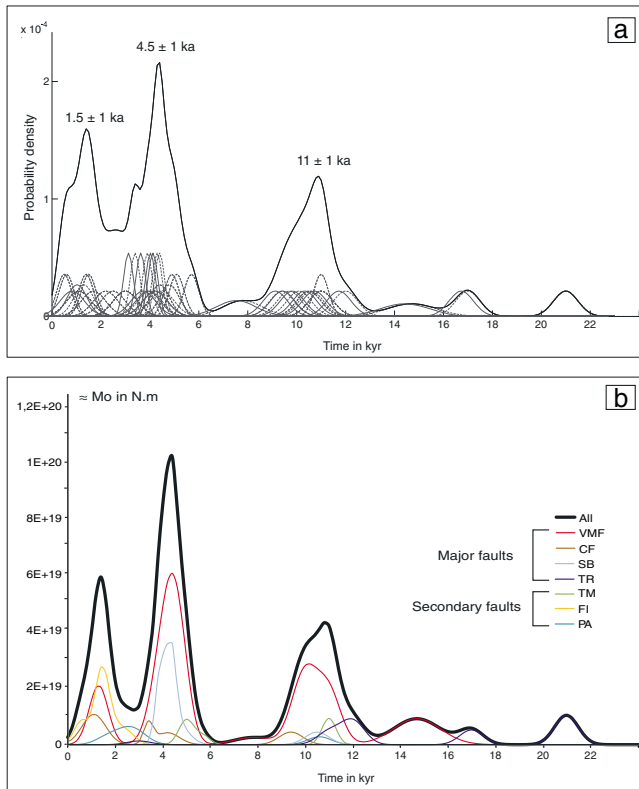 x 10⁻⁴
a
4.5 ± 1 ka
2
1.5 ± 1 ka
11 ± 1 ka
Probability density
1
0
0 2 4 6 8 10 12 14 16 18 20 22
Time in kyr
≈ Mo in N.m
b
1,2E+20
1E+20
8E+19
6E+19
4E+19
2E+19
0
All
VMF
CF
SB
TR
TM
FI
PA
Major faults
Secondary faults
0 2 4 6 8 10 12 14 16 18 20 22
Time in kyr